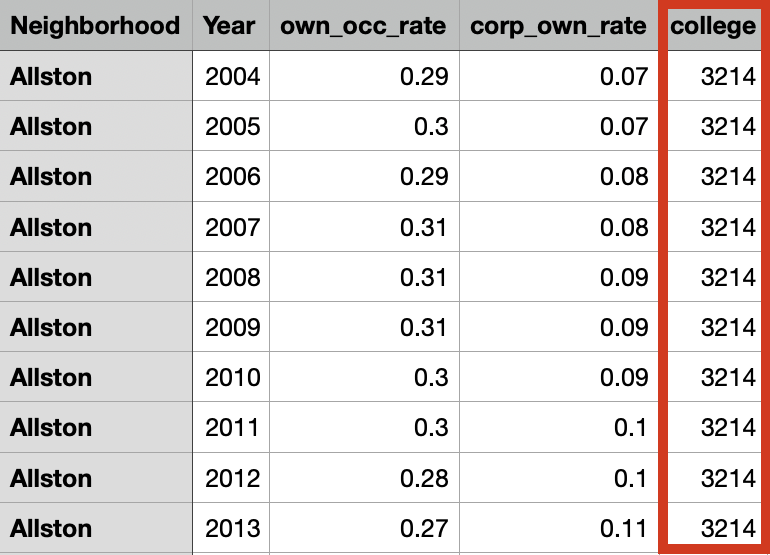 Neighborhood Year own_occ_rate corp_own_rate college
Allston 2004 0.29 0.07 3214
Allston 2005 0.3 0.07 3214
Allston 2006 0.29 0.08 3214
Allston 2007 0.31 0.08 3214
Allston 2008 0.31 0.09 3214
Allston 2009 0.31 0.09 3214
Allston 2010 0.3 0.09 3214
Allston 2011 0.3 0.1 3214
Allston 2012 0.28 0.1 3214
Allston 2013 0.27 0.11 3214